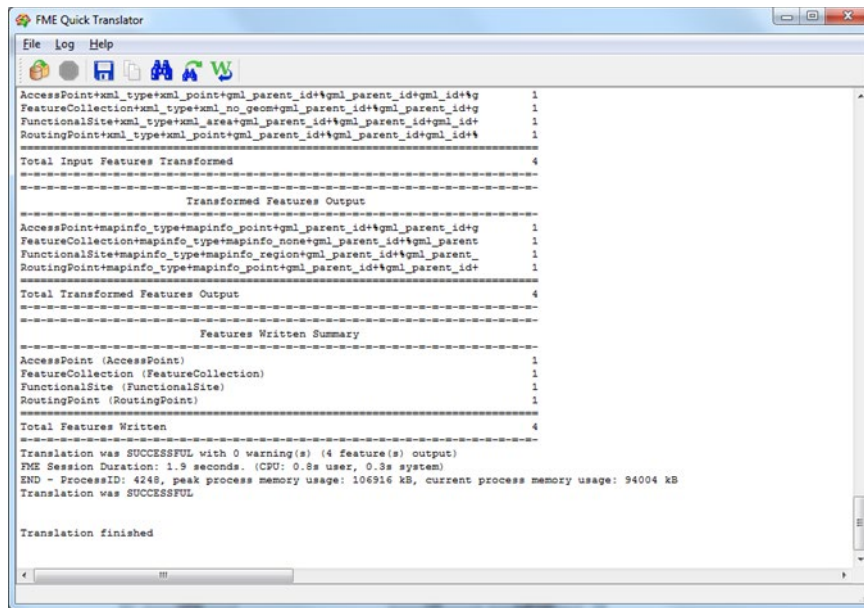 FME Quick Translator
File Log Help
AccessPoint+xml_type+xml_point+gml_parent_id+%gml_parent_id+gml_id+%g 1
FeatureCollection+xml_type+xml_no_geom+gml_parent_id+%gml_parent_id+g 1
FunctionalSite+xml_type+xml_area+gml_parent_id+%gml_parent_id+gml_id+ 1
RoutingPoint+xml_type+xml_point+gml_parent_id+%gml_parent_id+gml_id+% 1
==============================================================================
Total Input Features Transformed 4
=-=-=-=-=-=-=-=-=-=-=-=-=-=-=-=-=-=-=-=-=-=-=-=-=-=-=-=-=-=-=-=-=-=-=-=-=-=-
=-=-=-=-=-=-=-=-=-=-=-=-=-=-=-=-=-=-=-=-=-=-=-=-=-=-=-=-=-=-=-=-=-=-=-=-=-=-
Transformed Features Output
=-=-=-=-=-=-=-=-=-=-=-=-=-=-=-=-=-=-=-=-=-=-=-=-=-=-=-=-=-=-=-=-=-=-=-=-=-=-
AccessPoint+mapinfo_type+mapinfo_point+gml_parent_id+%gml_parent_id+g 1
FeatureCollection+mapinfo_type+mapinfo_none+gml_parent_id+%gml_parent 1
FunctionalSite+mapinfo_type+mapinfo_region+gml_parent_id+%gml_parent_ 1
RoutingPoint+mapinfo_type+mapinfo_point+gml_parent_id+%gml_parent_id+ 1
==============================================================================
Total Transformed Features Output 4
=-=-=-=-=-=-=-=-=-=-=-=-=-=-=-=-=-=-=-=-=-=-=-=-=-=-=-=-=-=-=-=-=-=-=-=-=-=-
=-=-=-=-=-=-=-=-=-=-=-=-=-=-=-=-=-=-=-=-=-=-=-=-=-=-=-=-=-=-=-=-=-=-=-=-=-=-
Features Written Summary
=-=-=-=-=-=-=-=-=-=-=-=-=-=-=-=-=-=-=-=-=-=-=-=-=-=-=-=-=-=-=-=-=-=-=-=-=-=-
AccessPoint (AccessPoint) 1
FeatureCollection (FeatureCollection) 1
FunctionalSite (FunctionalSite) 1
RoutingPoint (RoutingPoint) 1
==============================================================================
Total Features Written 4
=-=-=-=-=-=-=-=-=-=-=-=-=-=-=-=-=-=-=-=-=-=-=-=-=-=-=-=-=-=-=-=-=-=-=-=-=-=-
Translation was SUCCESSFUL with 0 warning(s) (4 feature(s) output)
FME Session Duration: 1.9 seconds. (CPU: 0.8s user, 0.3s system)
END - ProcessID: 4248, peak process memory usage: 106916 kB, current process memory usage: 94004 kB
Translation was SUCCESSFUL
Translation finished